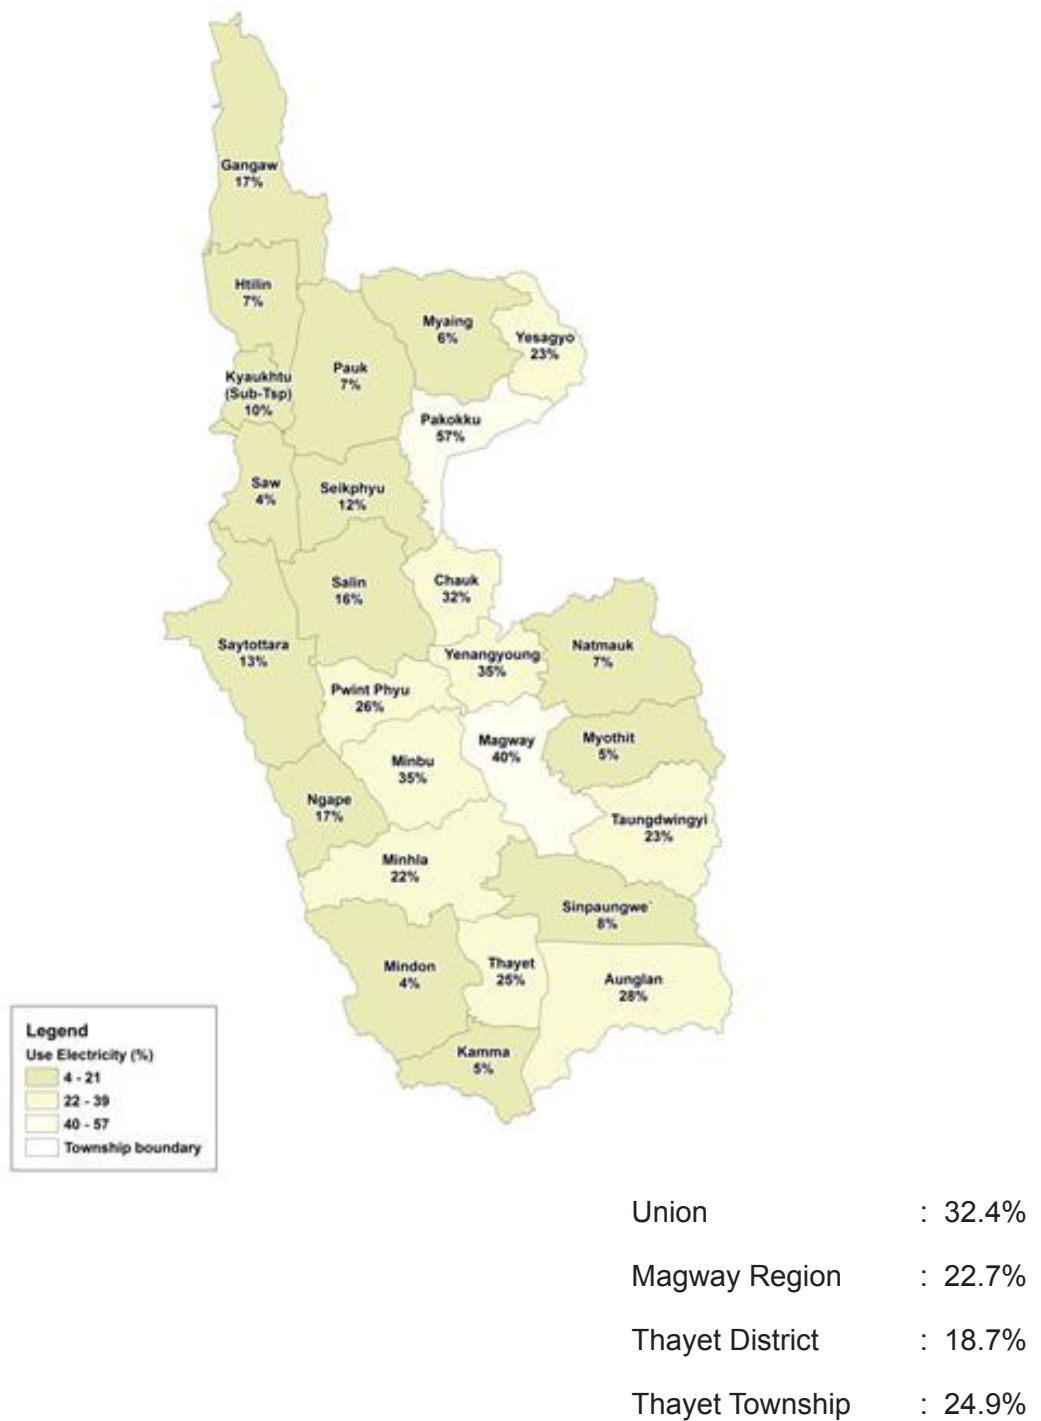 Gangaw
17%
Htilin
7%
Myaing
6%
Yesagyo
23%
Pauk
7%
Kyaukhtu
(Sub-Tsp)
10%
Pakokku
57%
Saw
4%
Seikphyu
12%
Salin
16%
Chauk
32%
Saytottara
13%
Yenangyoung
35%
Natmauk
7%
Pwint Phyu
26%
Magway
40%
Myothit
5%
Minbu
35%
Ngape
17%
Taungdwingyi
23%
Minhla
22%
Sinpaungwe`
8%
Mindon
4%
Thayet
25%
Aunglan
28%
Kamma
5%
Legend
Use Electricity (%)
4 - 21
22 - 39
40 - 57
Township boundary
Union : 32.4%
Magway Region : 22.7%
Thayet District : 18.7%
Thayet Township : 24.9%